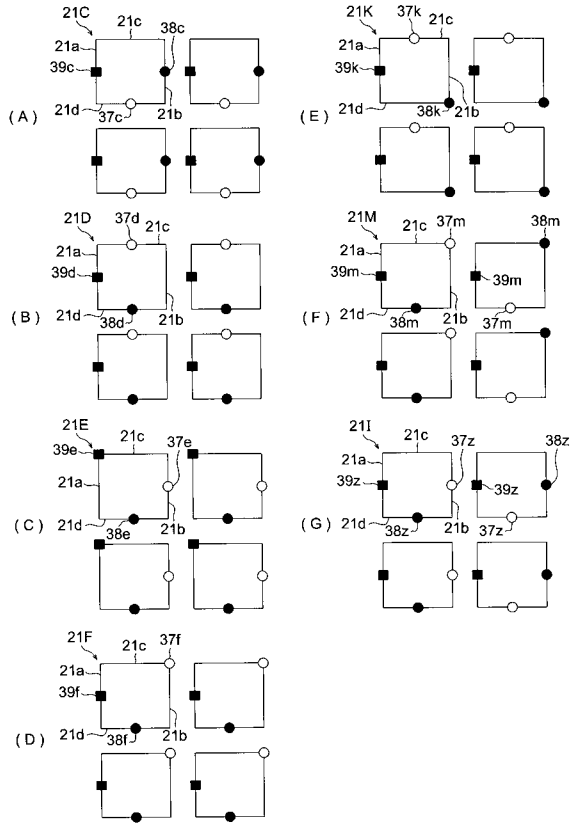 21C 21c 38c
21a
39c
(A)
21d 37c 21b
21D 37d 21c
21a
39d
(B)
21d 38d 21b
21E
39e 21c 37e
21a
(C)
21d 38e 21b
21F 37f
21c
21a
39f
(D)
21d 38f 21b
21K 37k 21c
21a
39k
(E)
21d 38k 21b
21M 37m 38m
21c
21a
39m 39m
(F)
21d 38m 21b 37m
21I
21c 37z 38z
21a
39z 39z
(G)
21d 38z 21b 37z